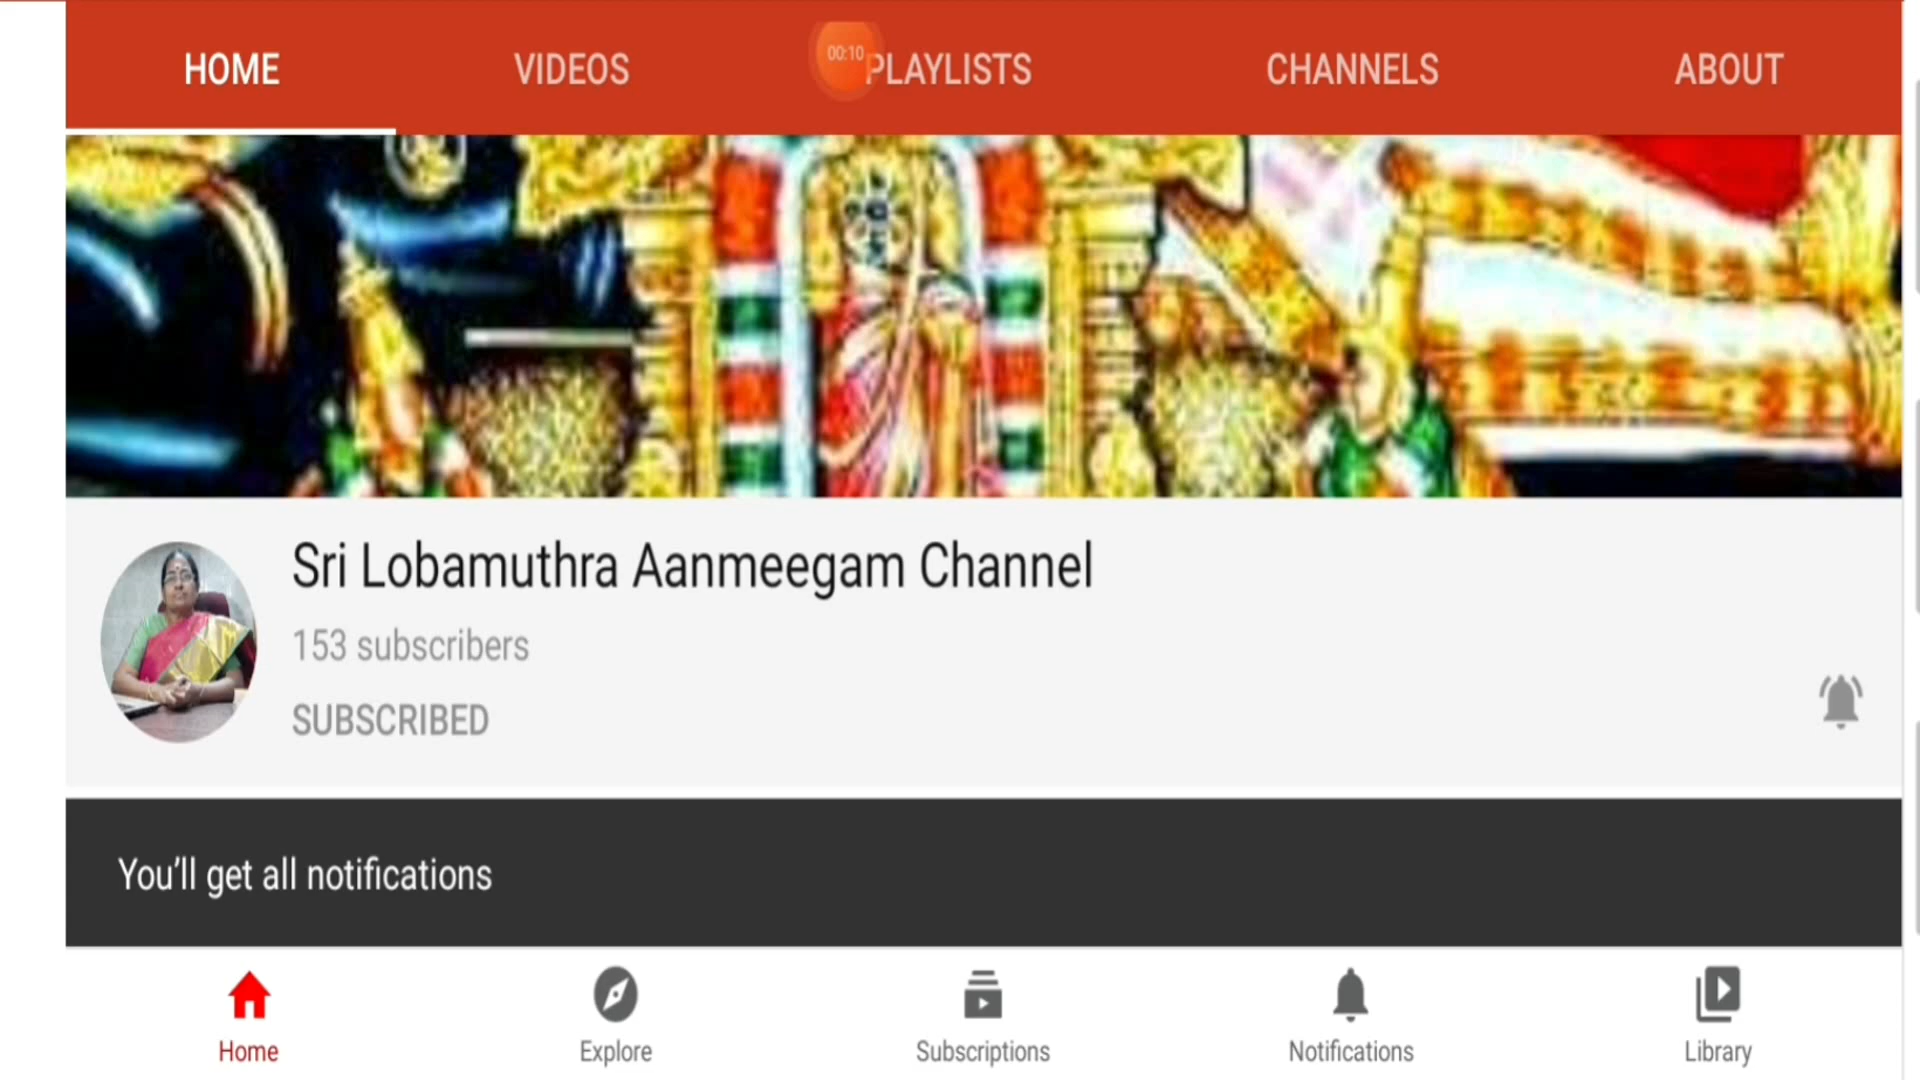 HOME VIDEOS 00:10 PLAYLISTS CHANNELS ABOUT
Sri Lobamuthra Aanmeegam Channel
153 subscribers
SUBSCRIBED
You’ll get all notifications
Home Explore Subscriptions Notifications Library